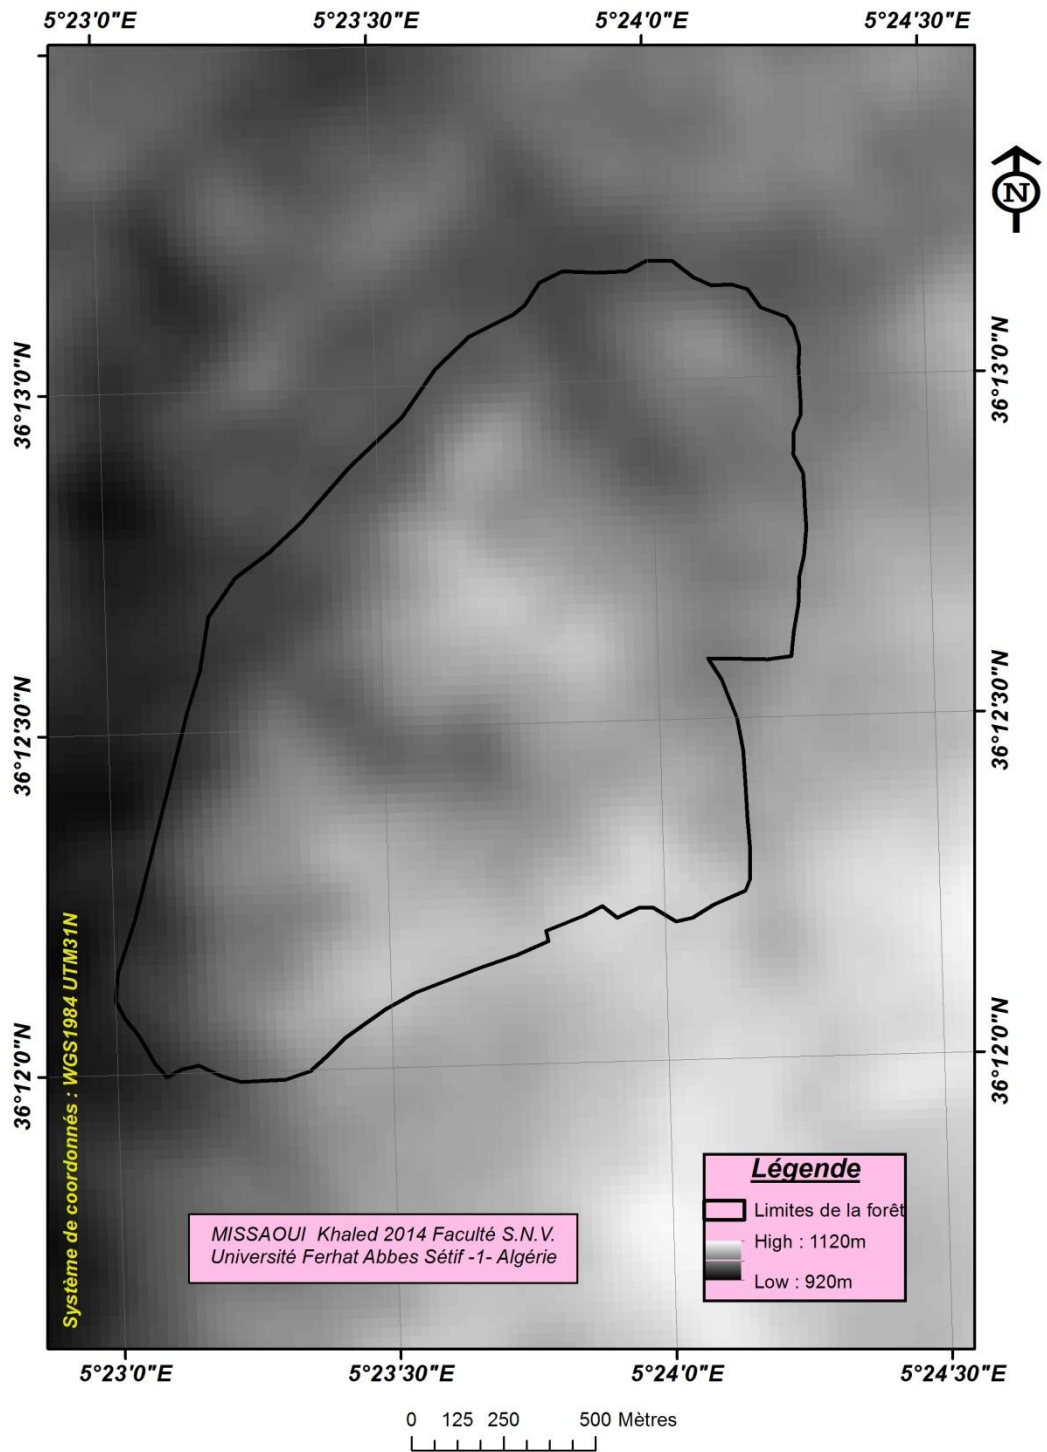 5°23'0"E 5°23'30"E 5°24'0"E 5°24'30"E
N
36°13'0"N 36°13'0"N
36°12'30"N 36°12'30"N
36°12'0"N 36°12'0"N
Système de coordonnés : WGS1984 UTM31N
Légende
Limites de la forêt
High : 1120m
Low : 920m
MISSAOUI Khaled 2014 Faculté S.N.V.
Université Ferhat Abbes Sétif -1- Algérie
5°23'0"E 5°23'30"E 5°24'0"E 5°24'30"E
0 125 250 500 Mètres